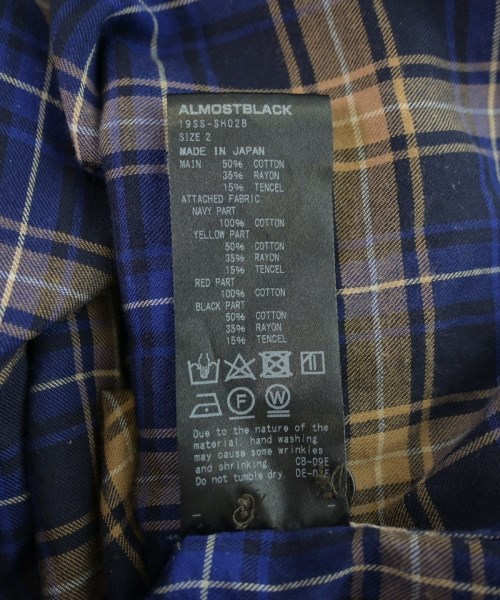 ALMOSTBLACK
19SS-SH02B
SIZE 2
MADE IN JAPAN
MAIN 50% COTTON
35% RAYON
15% TENCEL
ATTACHED FABRIC
NAVY PART
100% COTTON
YELLOW PART
50% COTTON
35% RAYON
15% TENCEL
RED PART
100% COTTON
BLACK PART
50% COTTON
35% RAYON
15% TENCEL
F W
Due to the nature of the
material, hand washing
may cause some wrinkles
and shrinking CB-09E
Do not tumble dry.